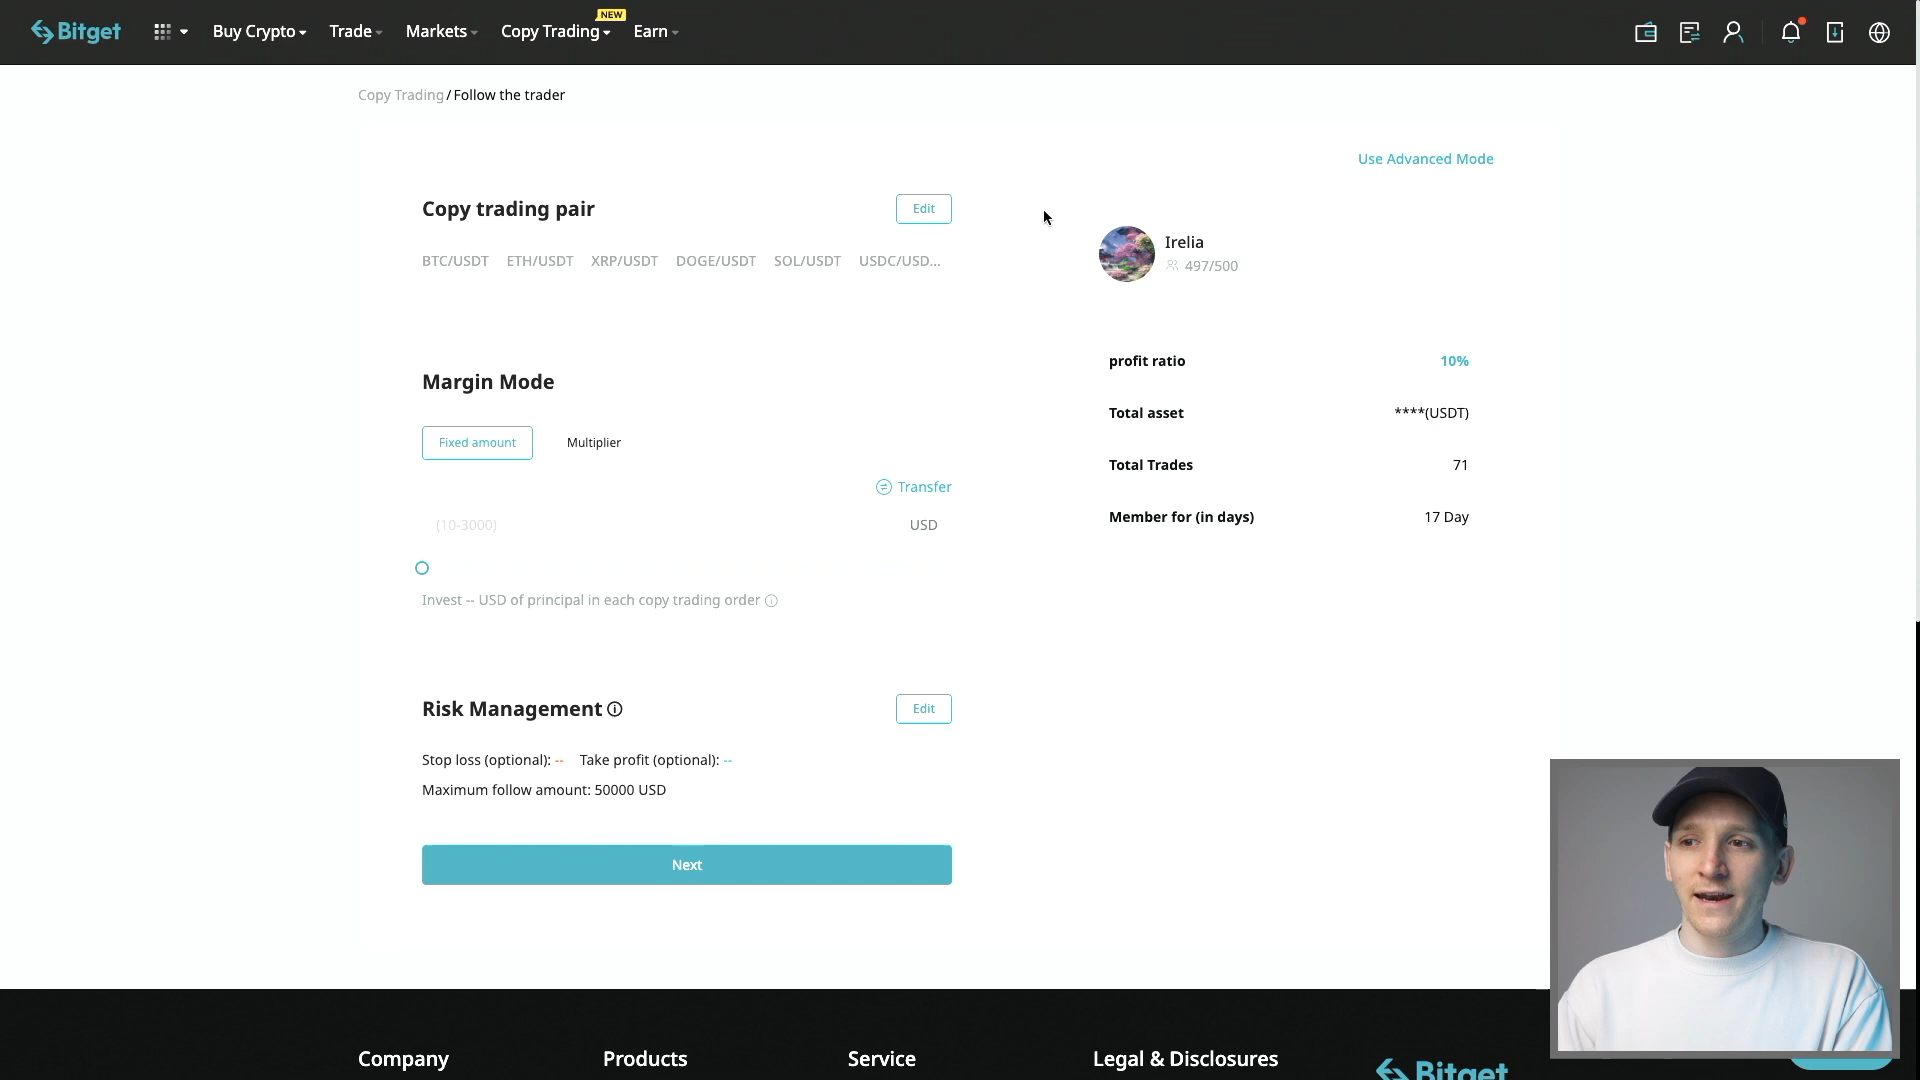 Bitget
Buy Crypto
Trade
Markets
Copy Trading
NEW
Earn
Copy Trading / Follow the trader
Use Advanced Mode
Copy trading pair
Edit
BTC/USDT ETH/USDT XRP/USDT DOGE/USDT SOL/USDT USDC/USD...
Irelia
497/500
profit ratio 10%
Total asset ****(USDT)
Total Trades 71
Member for (in days) 17 Day
Margin Mode
Fixed amount Multiplier
Transfer
(10-3000) USD
Invest -- USD of principal in each copy trading order
Risk Management
Edit
Stop loss (optional): -- Take profit (optional): --
Maximum follow amount: 50000 USD
Next
Company
Products
Service
Legal & Disclosures
Bitget